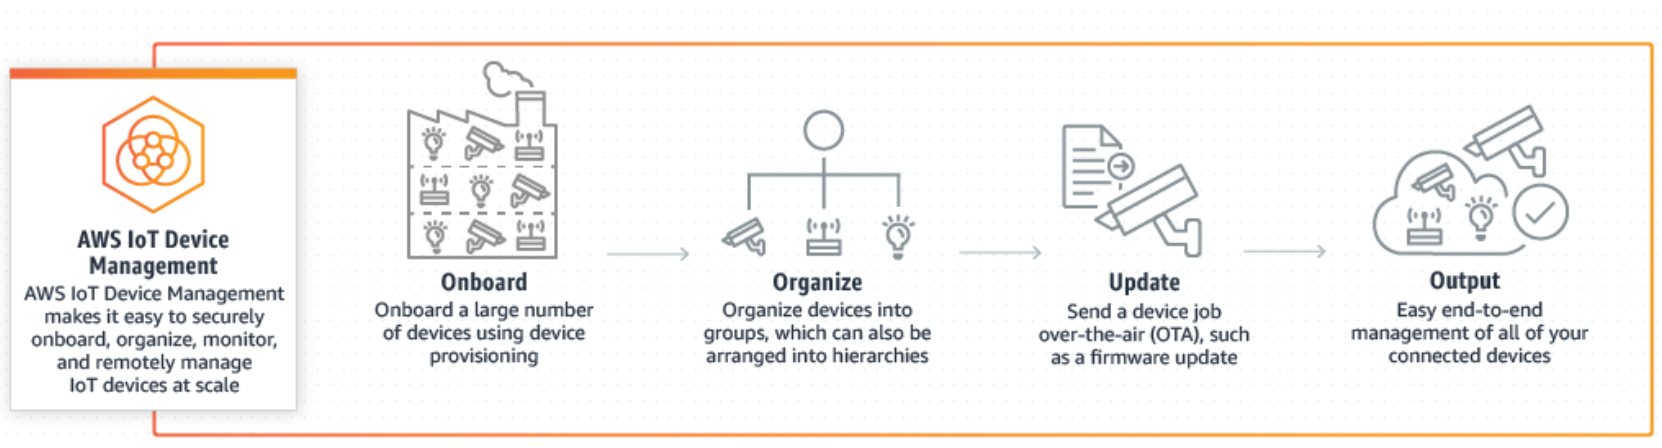 AWS IoT Device
Management
AWS IoT Device Management
makes it easy to securely
onboard, organize, monitor,
and remotely manage
IoT devices at scale
Onboard
Onboard a large number
of devices using device
provisioning
Organize
Organize devices into
groups, which can also be
arranged into hierarchies
Update
Send a device job
over-the-air (OTA), such
as a firmware update
Output
Easy end-to-end
management of all of your
connected devices